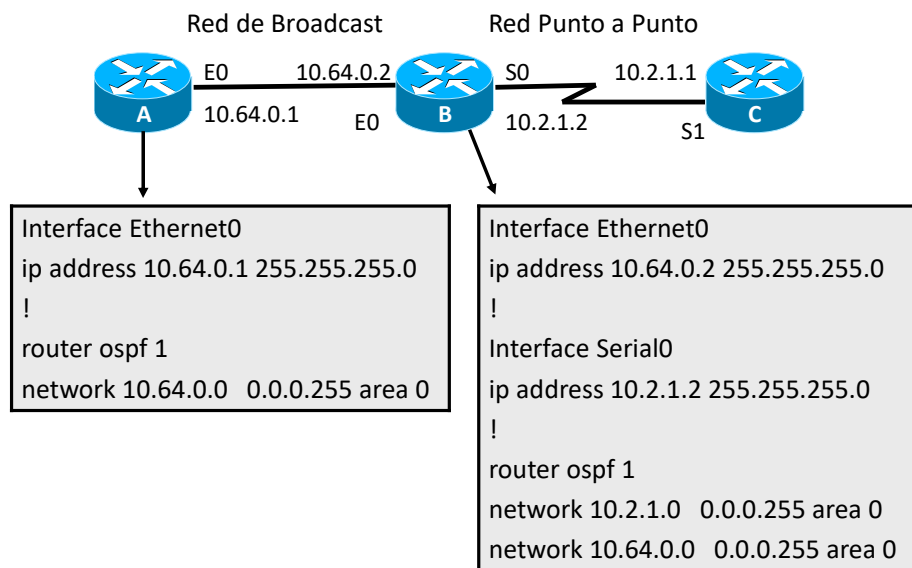 Red de Broadcast
Red Punto a Punto
E0
10.64.0.2
S0
10.2.1.1
A
10.64.0.1
E0
B
10.2.1.2
S1
C
Interface Ethernet0
ip address 10.64.0.1 255.255.255.0
!
router ospf 1
network 10.64.0.0   0.0.0.255 area 0
Interface Ethernet0
ip address 10.64.0.2 255.255.255.0
!
Interface Serial0
ip address 10.2.1.2 255.255.255.0
!
router ospf 1
network 10.2.1.0   0.0.0.255 area 0
network 10.64.0.0   0.0.0.255 area 0